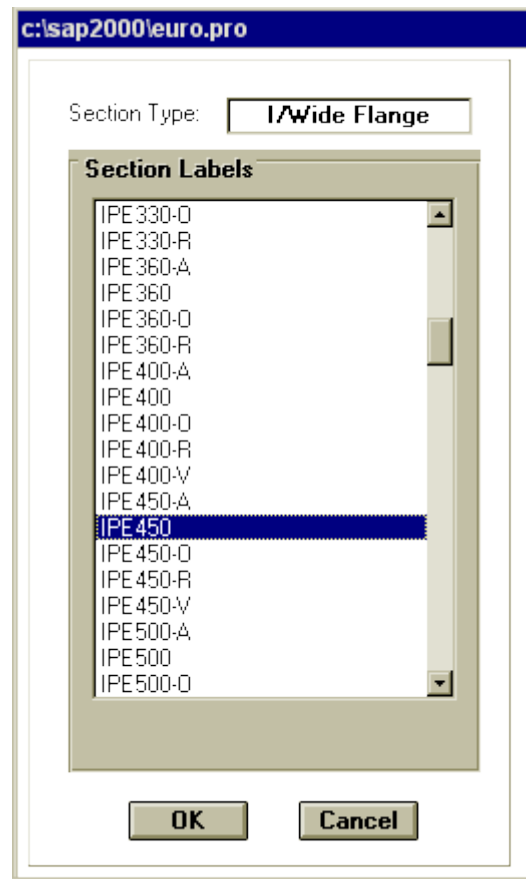 c:\sap2000\euro.pro
Section Type: I/Wide Flange
Section Labels
IPE330-O
IPE330-R
IPE360-A
IPE360
IPE360-O
IPE360-R
IPE400-A
IPE400
IPE400-O
IPE400-R
IPE400-V
IPE450-A
IPE450
IPE450-O
IPE450-R
IPE450-V
IPE500-A
IPE500
IPE500-O
OK Cancel